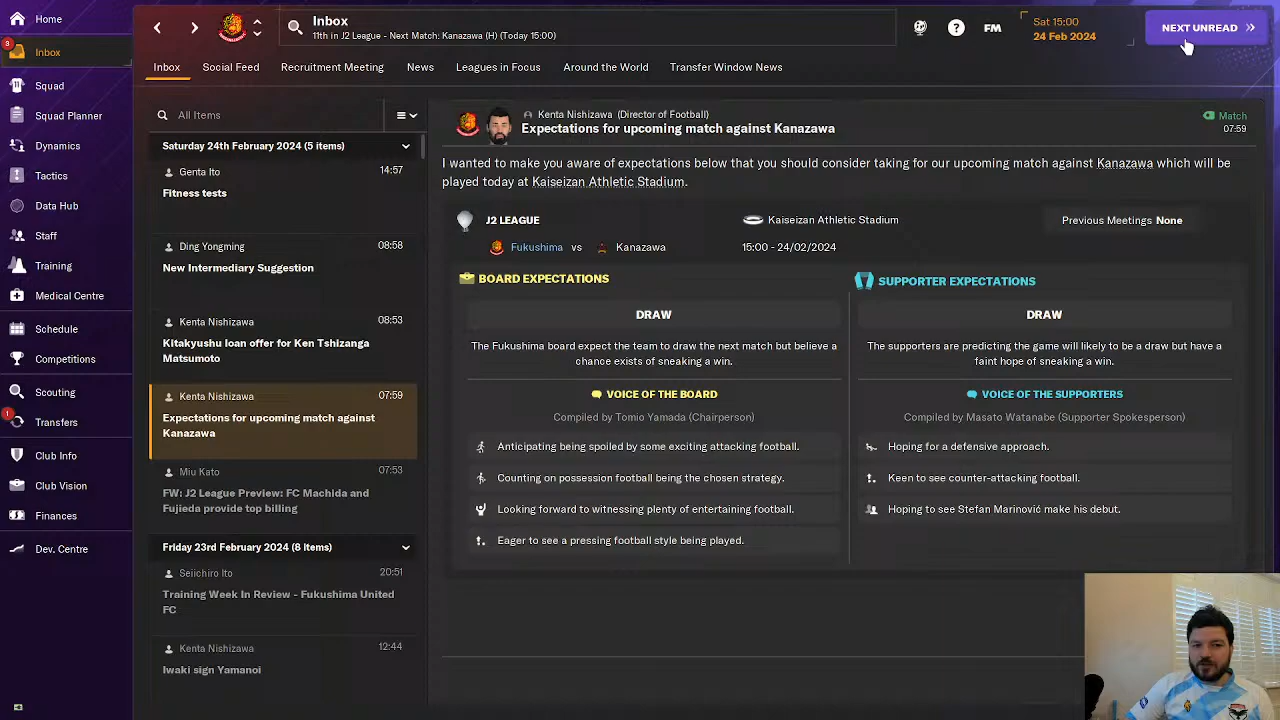 Home
Inbox
11th in J2 League - Next Match: Kanazawa (H) (Today 15:00)
FM
Sat 15:00
24 Feb 2024
NEXT UNREAD
3
Inbox
Squad
Squad Planner
Dynamics
Tactics
Data Hub
Staff
Training
Medical Centre
Schedule
Competitions
Scouting
1
Transfers
Club Info
Club Vision
Finances
Dev. Centre
Inbox
Social Feed
Recruitment Meeting
News
Leagues in Focus
Around the World
Transfer Window News
All Items
Saturday 24th February 2024 (5 items)
Genta Ito
14:57
Fitness tests
Ding Yongming
08:58
New Intermediary Suggestion
Kenta Nishizawa
08:53
Kitakyushu loan offer for Ken Tshizanga
Matsumoto
Kenta Nishizawa
07:59
Expectations for upcoming match against
Kanazawa
Miu Kato
07:53
FW: J2 League Preview: FC Machida and
Fujieda provide top billing
Friday 23rd February 2024 (8 items)
Seiichiro Ito
20:51
Training Week In Review - Fukushima United
FC
Kenta Nishizawa
12:44
Iwaki sign Yamanoi
Kenta Nishizawa (Director of Football)
Expectations for upcoming match against Kanazawa
Match
07:59
I wanted to make you aware of expectations below that you should consider taking for our upcoming match against Kanazawa which will be
played today at Kaiseizan Athletic Stadium.
J2 LEAGUE
Kaiseizan Athletic Stadium
Previous Meetings None
Fukushima vs Kanazawa
15:00 - 24/02/2024
BOARD EXPECTATIONS
DRAW
The Fukushima board expect the team to draw the next match but believe a
chance exists of sneaking a win.
VOICE OF THE BOARD
Compiled by Tomio Yamada (Chairperson)
Anticipating being spoiled by some exciting attacking football.
Counting on possession football being the chosen strategy.
Looking forward to witnessing plenty of entertaining football.
Eager to see a pressing football style being played.
SUPPORTER EXPECTATIONS
DRAW
The supporters are predicting the game will likely to be a draw but have a
faint hope of sneaking a win.
VOICE OF THE SUPPORTERS
Compiled by Masato Watanabe (Supporter Spokesperson)
Hoping for a defensive approach.
Keen to see counter-attacking football.
Hoping to see Stefan Marinović make his debut.